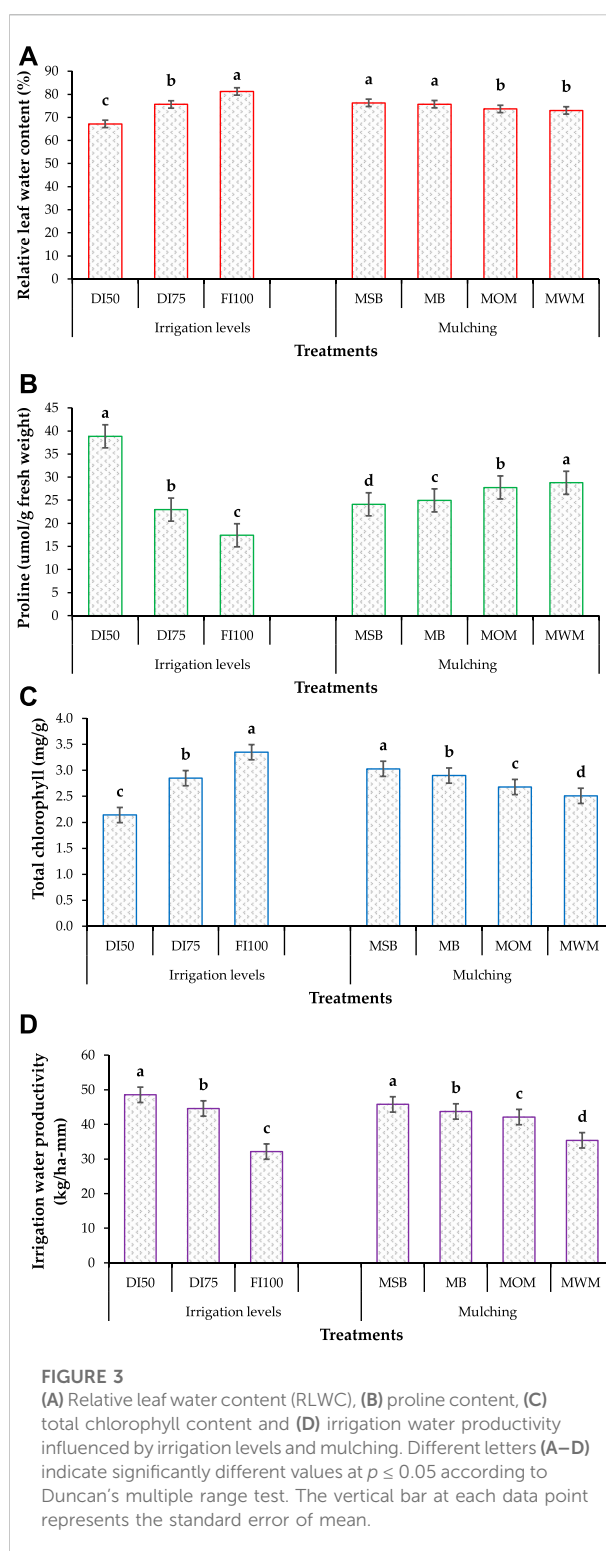 A
Relative leaf water content (%)
90
80
70
60
50
40
30
20
10
0
c
b
a
a
a
b
b
DI50 DI75 FI100 MSB MB MOM MWM
Irrigation levels Mulching
Treatments
B
Proline (umol/g fresh weight)
45
40
35
30
25
20
15
10
5
0
a
b
c
d
c
b
a
DI50 DI75 FI100 MSB MB MOM MWM
Irrigation levels Mulching
Treatments
C
Total chlorophyll (mg/g)
4.0
3.5
3.0
2.5
2.0
1.5
1.0
0.5
0.0
c
b
a
a
b
c
d
DI50 DI75 FI100 MSB MB MOM MWM
Irrigation levels Mulching
Treatments
D
Irrigation water productivity
(kg/ha-mm)
60
50
40
30
20
10
0
a
b
c
a
b
c
d
DI50 DI75 FI100 MSB MB MOM MWM
Irrigation levels Mulching
Treatments
FIGURE 3
(A) Relative leaf water content (RLWC), (B) proline content, (C)
total chlorophyll content and (D) irrigation water productivity
influenced by irrigation levels and mulching. Different letters (A–D)
indicate significantly different values at p ≤ 0.05 according to
Duncan's multiple range test. The vertical bar at each data point
represents the standard error of mean.